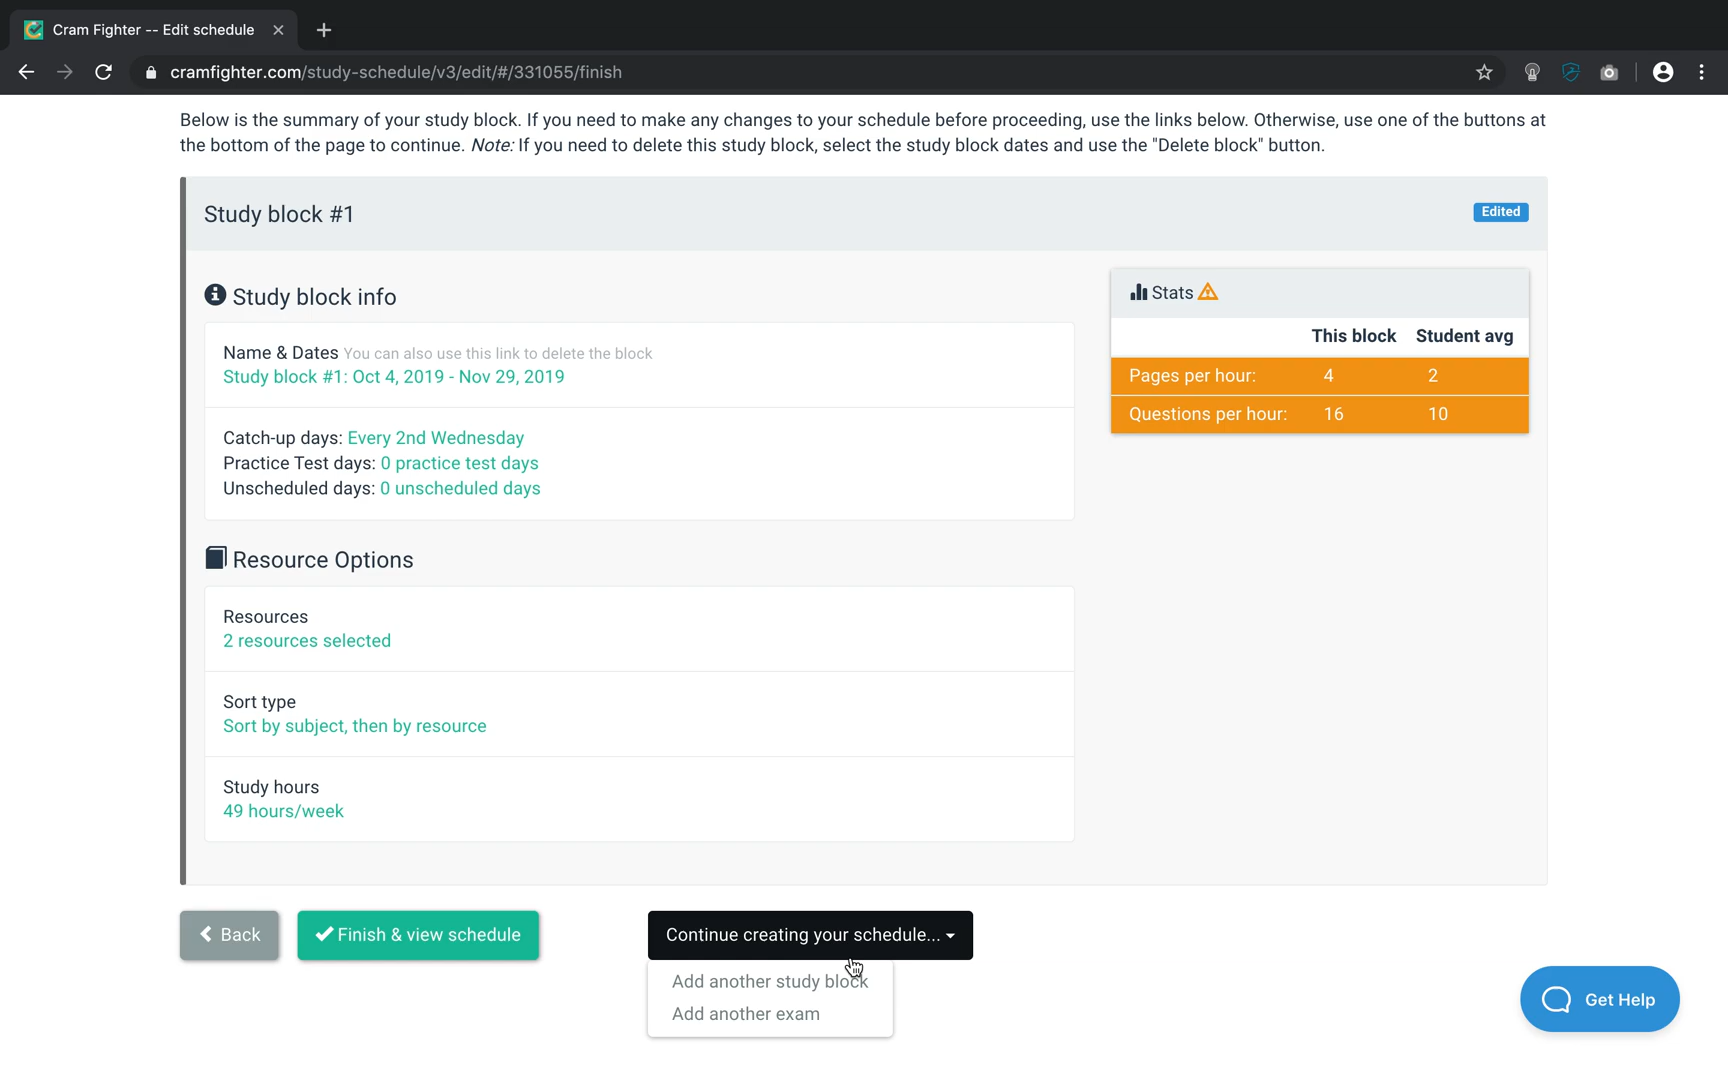 Cram Fighter -- Edit schedule
cramfighter.com/study-schedule/v3/edit/#/331055/finish
Below is the summary of your study block. If you need to make any changes to your schedule before proceeding, use the links below. Otherwise, use one of the buttons at
the bottom of the page to continue. Note: If you need to delete this study block, select the study block dates and use the "Delete block" button.
Study block #1
Edited
Study block info
Name & Dates You can also use this link to delete the block
Study block #1: Oct 4, 2019 - Nov 29, 2019
Catch-up days: Every 2nd Wednesday
Practice Test days: 0 practice test days
Unscheduled days: 0 unscheduled days
Stats
This block Student avg
Pages per hour: 4 2
Questions per hour: 16 10
Resource Options
Resources
2 resources selected
Sort type
Sort by subject, then by resource
Study hours
49 hours/week
Back
Finish & view schedule
Continue creating your schedule...
Add another study block
Add another exam
Get Help